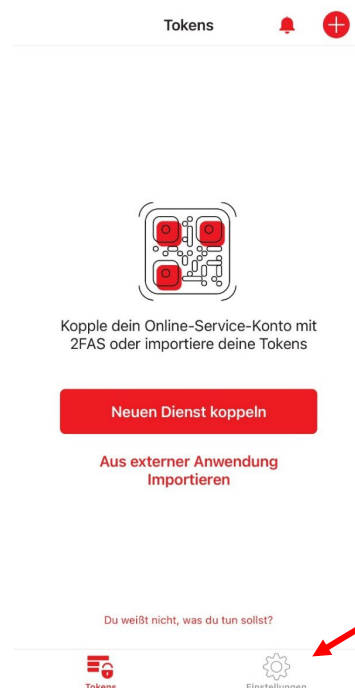 Tokens
Kopple dein Online-Service-Konto mit
2FAS oder importiere deine Tokens
Neuen Dienst koppeln
Aus externer Anwendung
Importieren
Du weißt nicht, was du tun sollst?
Tokens
Einstellungen